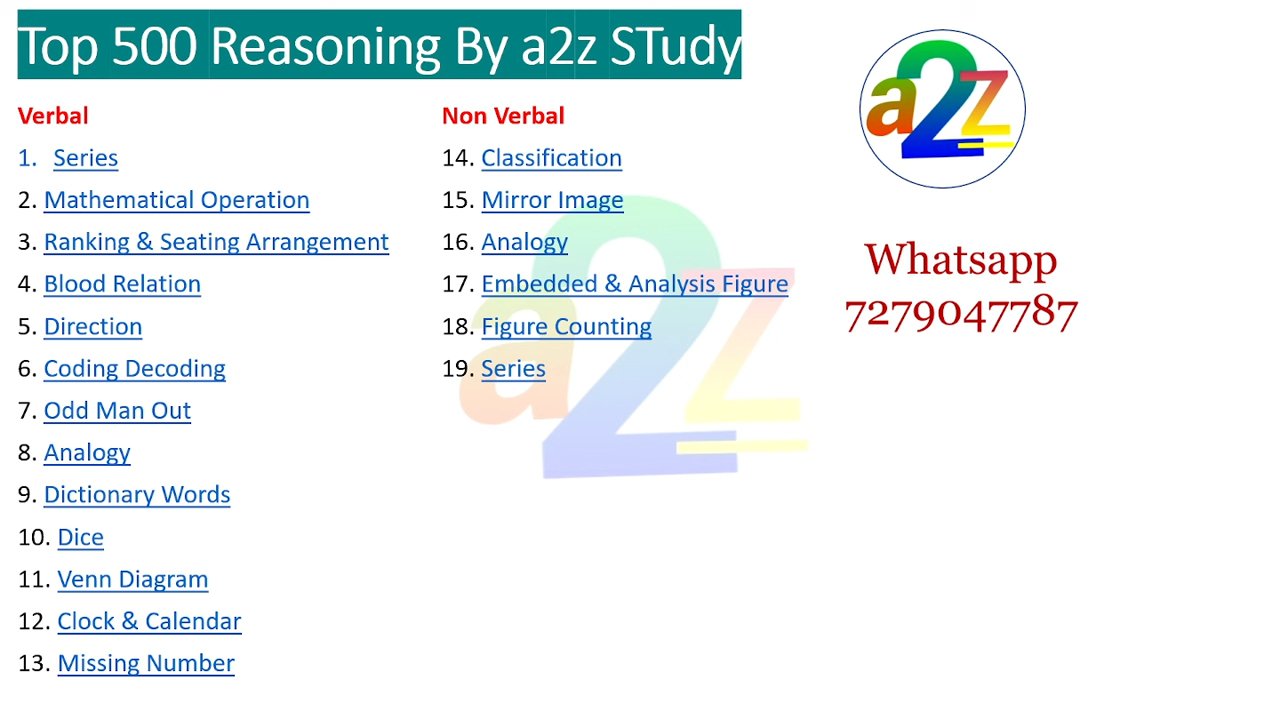 Top 500 Reasoning By a2z STudy
Verbal
1. Series
2. Mathematical Operation
3. Ranking & Seating Arrangement
4. Blood Relation
5. Direction
6. Coding Decoding
7. Odd Man Out
8. Analogy
9. Dictionary Words
10. Dice
11. Venn Diagram
12. Clock & Calendar
13. Missing Number
Non Verbal
14. Classification
15. Mirror Image
16. Analogy
17. Embedded & Analysis Figure
18. Figure Counting
19. Series
a2z
a2z
Whatsapp
7279047787